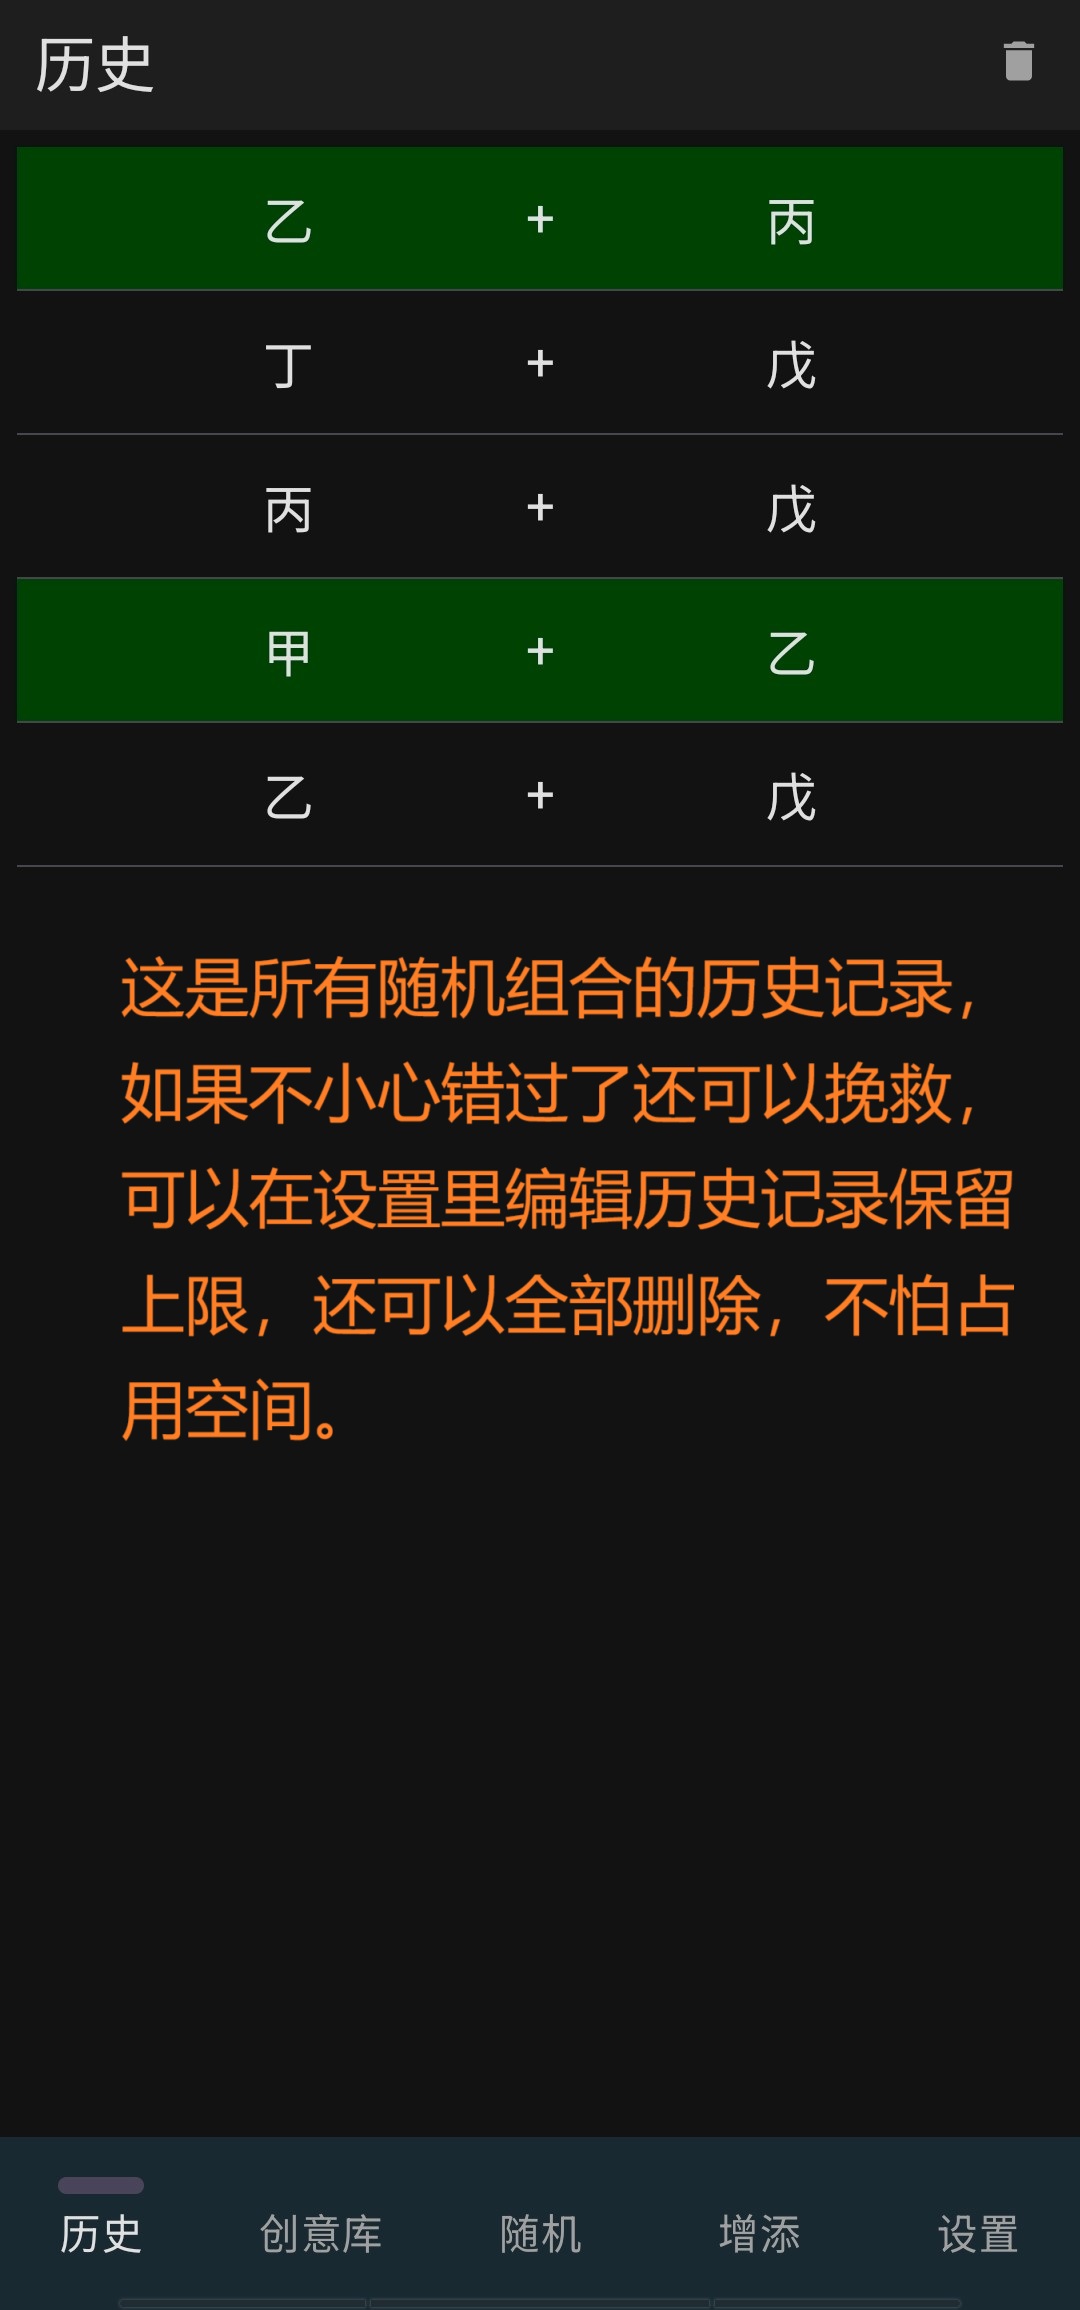 历史
乙 + 丙
丁 + 戊
丙 + 戊
甲 + 乙
乙 + 戊
这是所有随机组合的历史记录，
如果不小心错过了还可以挽救，
可以在设置里编辑历史记录保留
上限，还可以全部删除，不怕占
用空间。
历史 创意库 随机 增添 设置